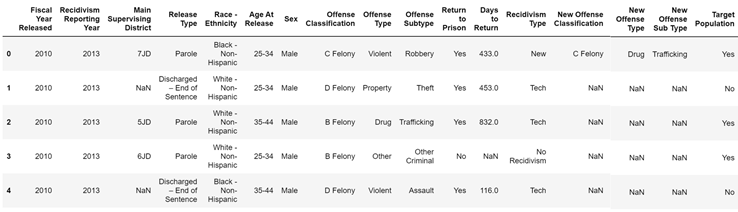 Fiscal Year Released Recidivism Reporting Year Main Supervising District Release Type Race - Ethnicity Age At Release Sex Offense Classification Offense Type Offense Subtype Return to Prison Days to Return Recidivism Type New Offense Classification New Offense Type New Offense Sub Type Target Population
0 2010 2013 7JD Parole Black - Non- Hispanic 25-34 Male C Felony Violent Robbery Yes 433.0 New C Felony Drug Trafficking Yes
1 2010 2013 NaN Discharged – End of Sentence White - Non- Hispanic 25-34 Male D Felony Property Theft Yes 453.0 Tech NaN NaN NaN No
2 2010 2013 5JD Parole White - Non- Hispanic 35-44 Male B Felony Drug Trafficking Yes 832.0 Tech NaN NaN NaN Yes
3 2010 2013 6JD Parole White - Non- Hispanic 25-34 Male B Felony Other Other Criminal No NaN No Recidivism NaN NaN NaN Yes
4 2010 2013 NaN Discharged – End of Sentence Black - Non- Hispanic 35-44 Male D Felony Violent Assault Yes 116.0 Tech NaN NaN NaN No